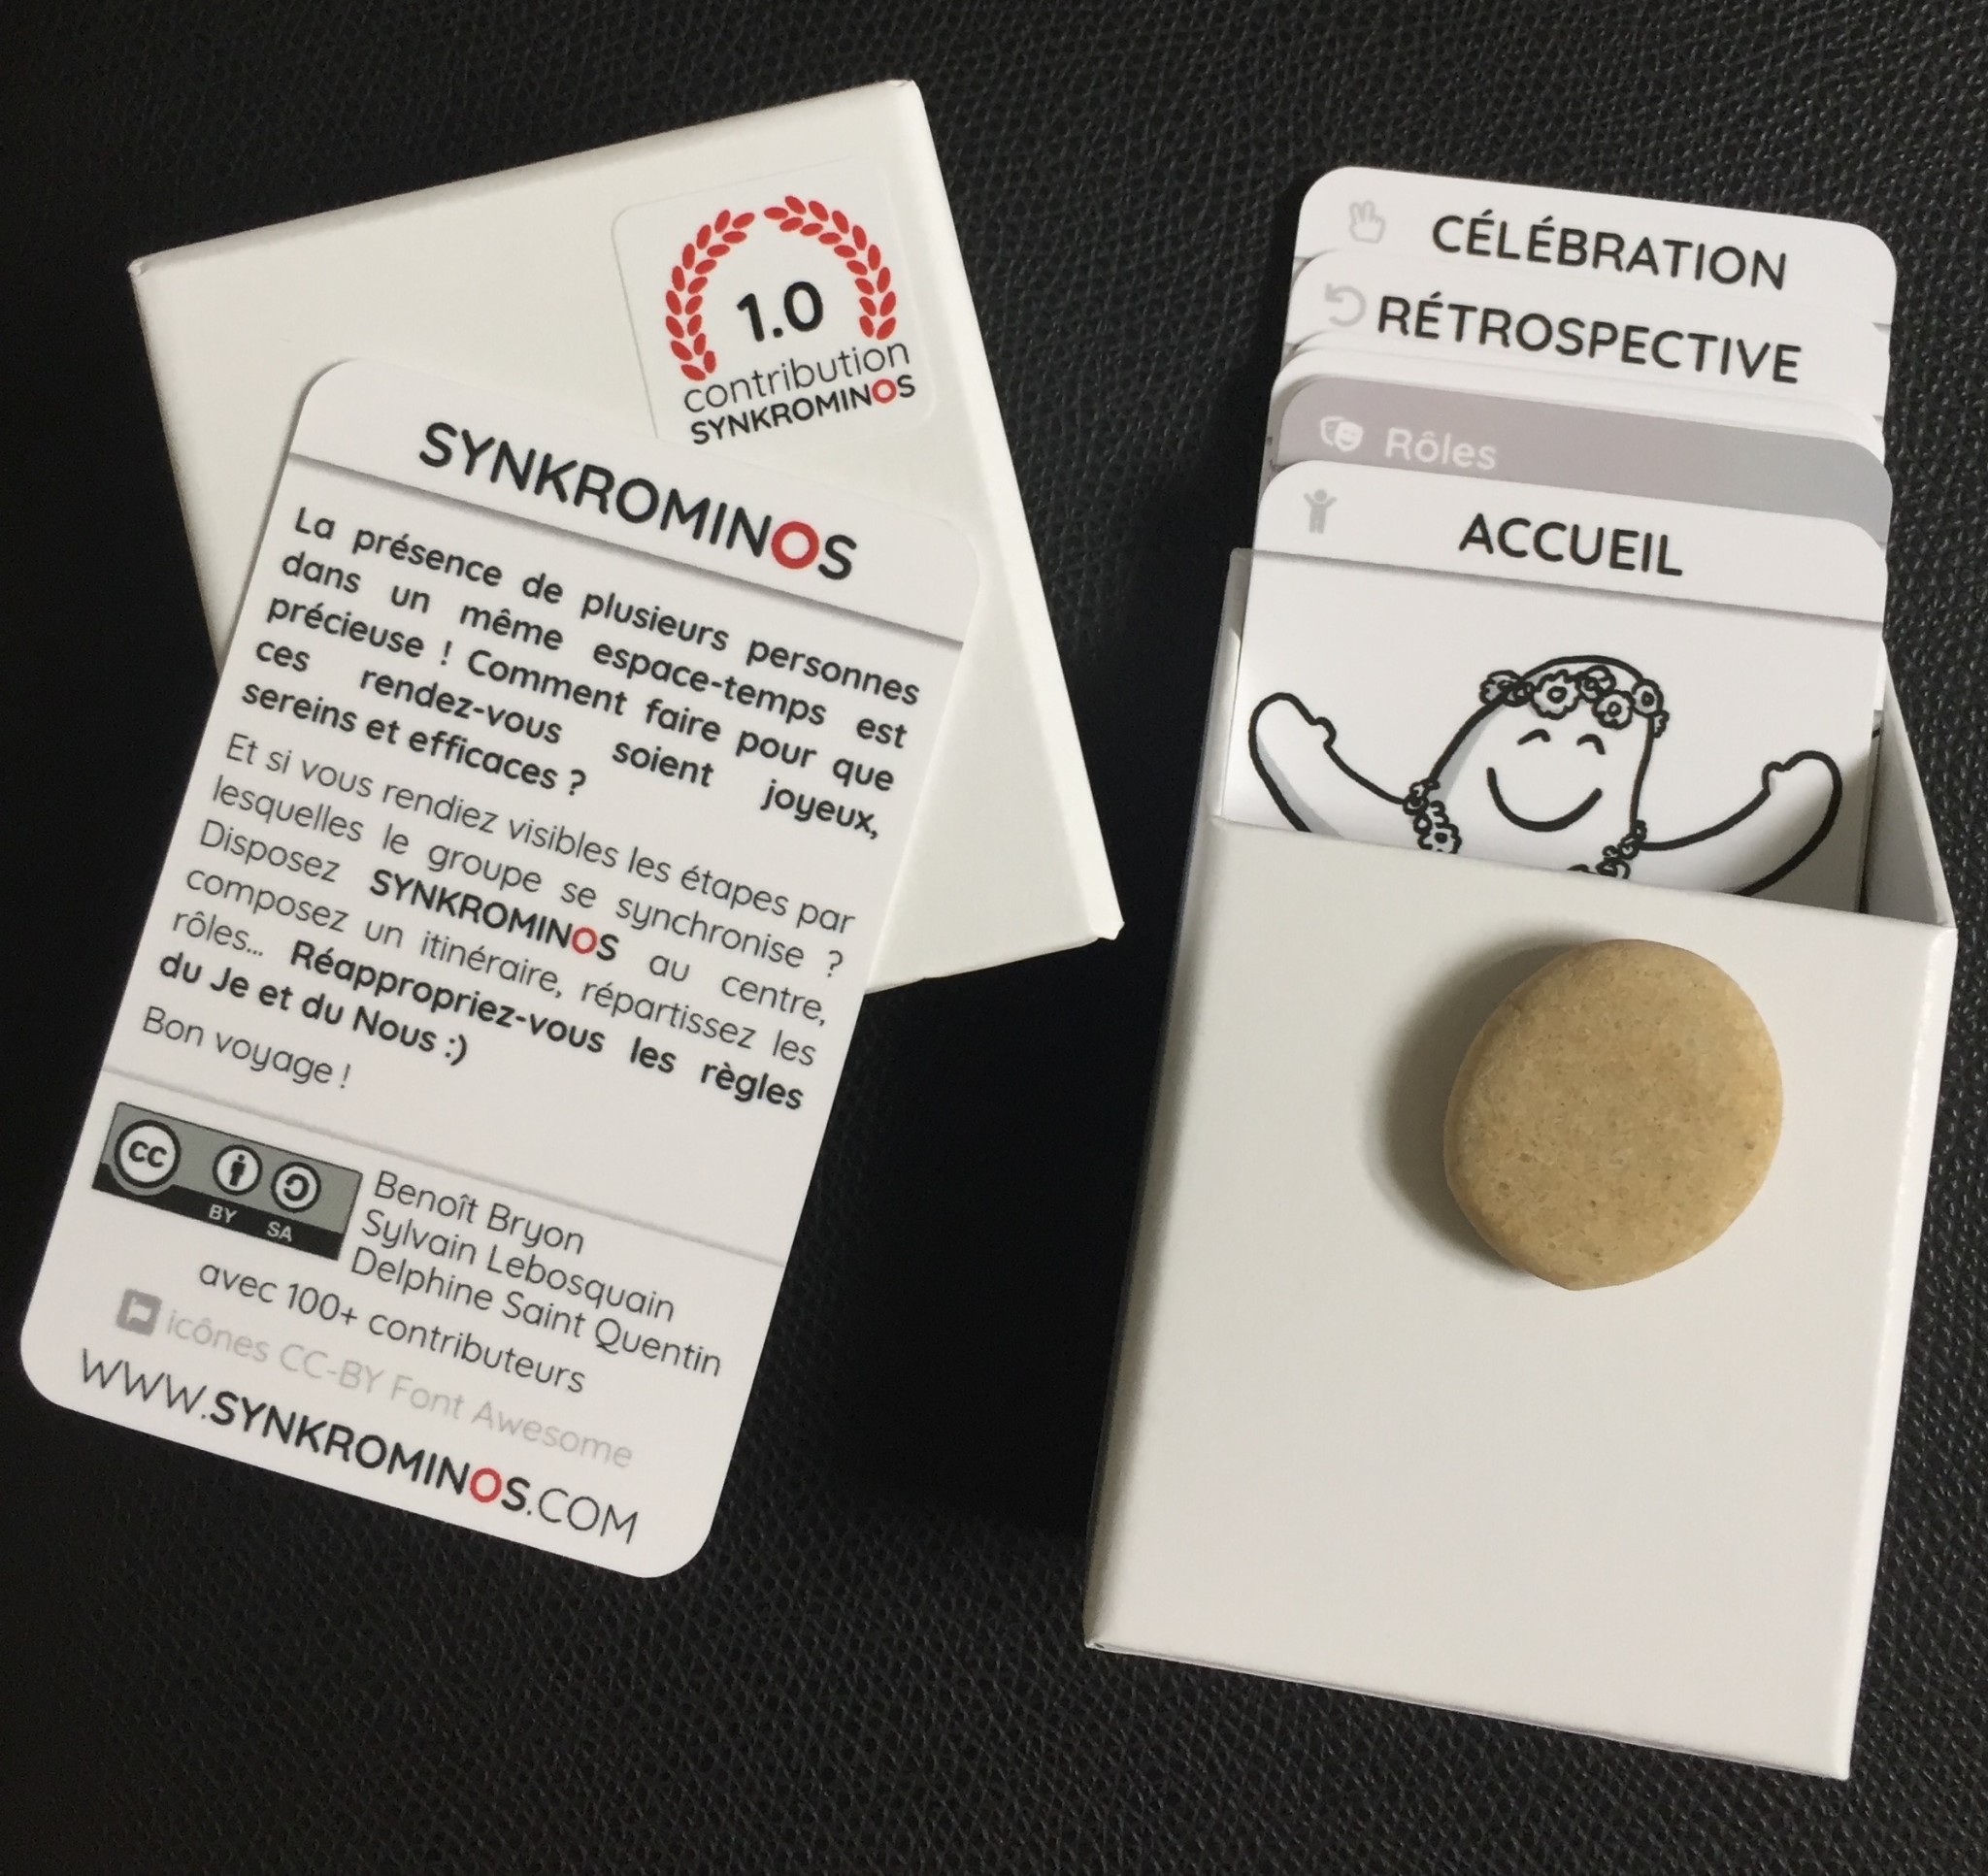 1.0
contribution
SYNKROMINOS
SYNKROMINOS
La présence de plusieurs personnes
dans un même espace-temps est
précieuse ! Comment faire pour que
ces rendez-vous soient joyeux,
sereins et efficaces ?
Et si vous rendiez visibles les étapes par
lesquelles le groupe se synchronise ?
Disposez SYNKROMINOS au centre,
composez un itinéraire, répartissez les
rôles... Réappropriez-vous les règles
du Je et du Nous :)
Bon voyage !
cc
BY SA
Benoît Bryon
Sylvain Lebosquain
Delphine Saint Quentin
avec 100+ contributeurs
icônes CC-BY Font Awesome
WWW.SYNKROMINOS.COM
CÉLÉBRATION
RÉTROSPECTIVE
Rôles
ACCUEIL